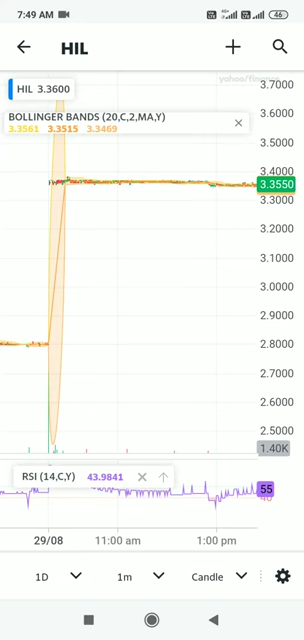 7:49 AM
46
HIL
yahoo/finance
HIL 3.3600
BOLLINGER BANDS (20,C,2,MA,Y)
3.3561 3.3515 3.3469
3.7000
3.6000
3.5000
3.4000
3.3550
3.3000
3.2000
3.1000
3.0000
2.9000
2.8000
2.7000
2.6000
2.5000
1.40K
RSI (14,C,Y) 43.9841
55
29/08 11:00 am 1:00 pm
1D 1m Candle